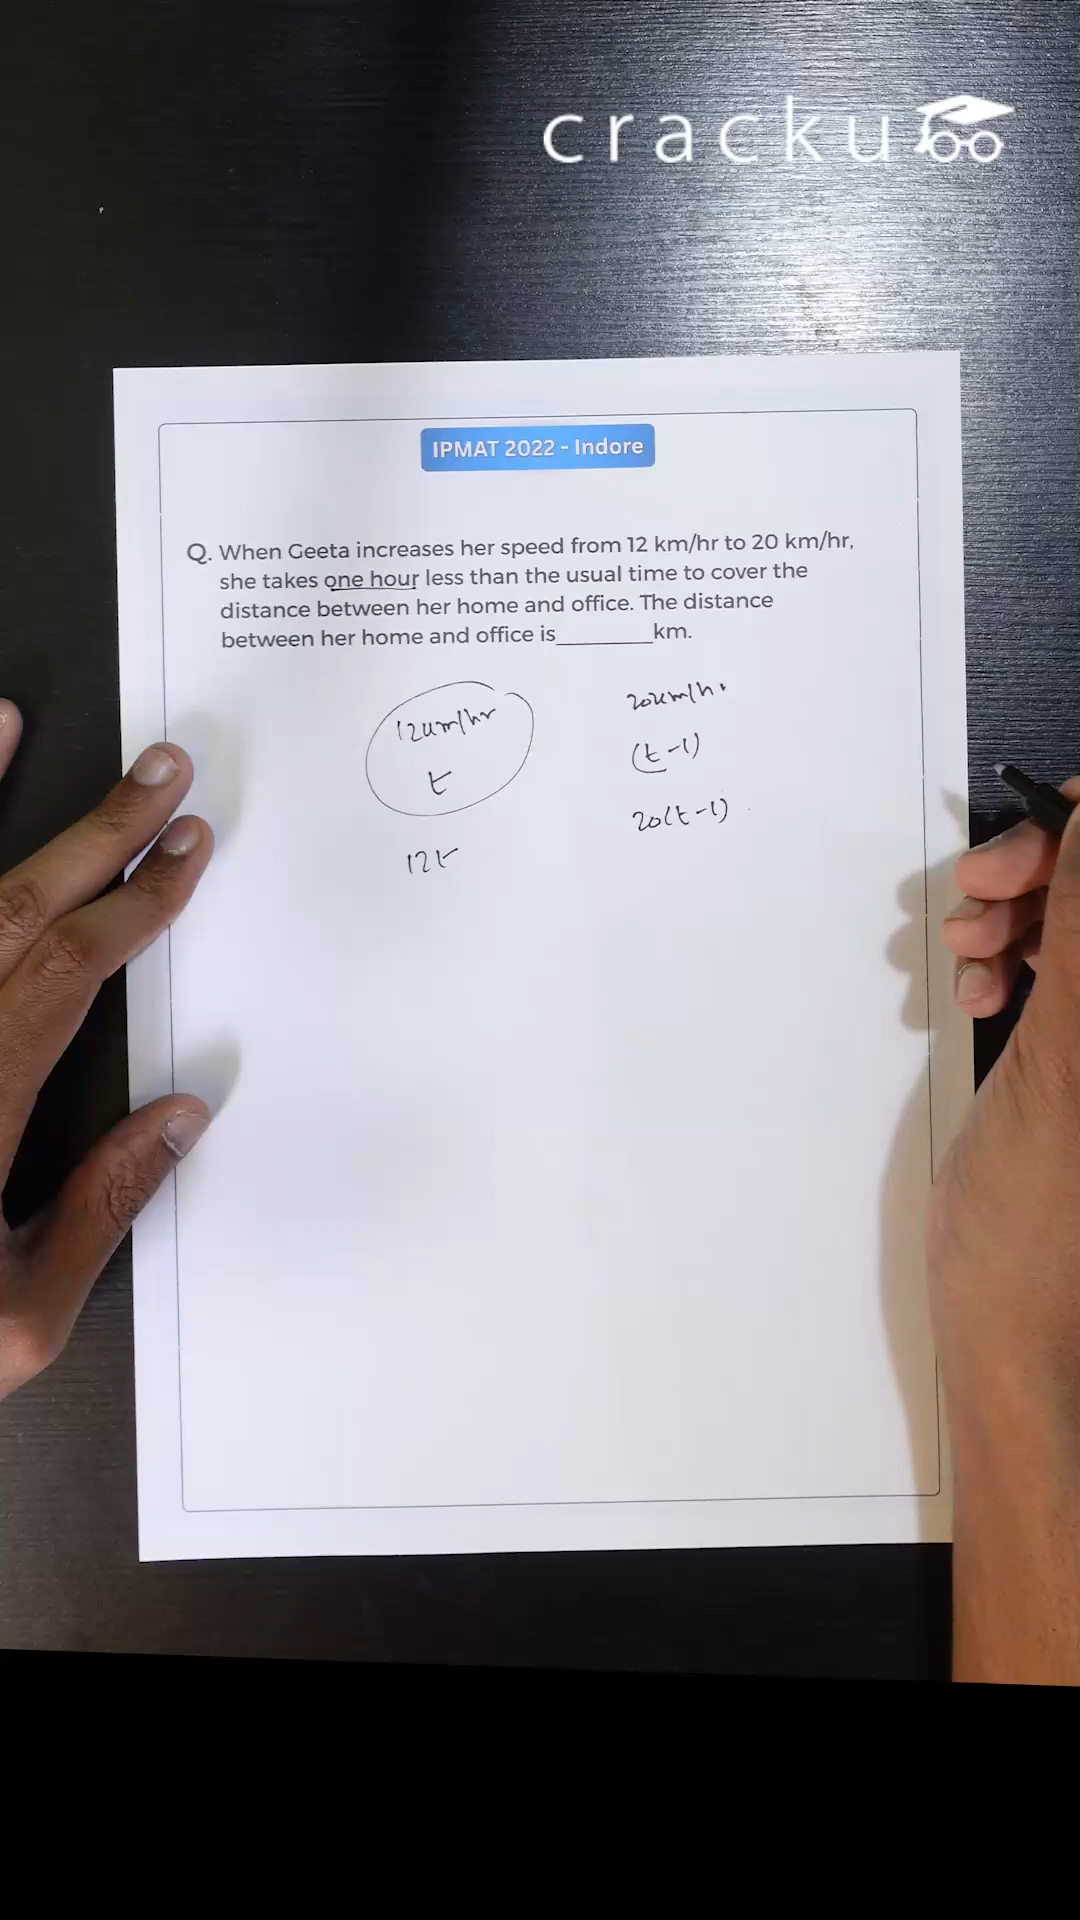 cracku
IPMAT 2022 - Indore
Q. When Geeta increases her speed from 12 km/hr to 20 km/hr,
she takes one hour less than the usual time to cover the
distance between her home and office. The distance
between her home and office is________km.
12km/hr
t
12t
20km/hr
(t-1)
20(t-1)